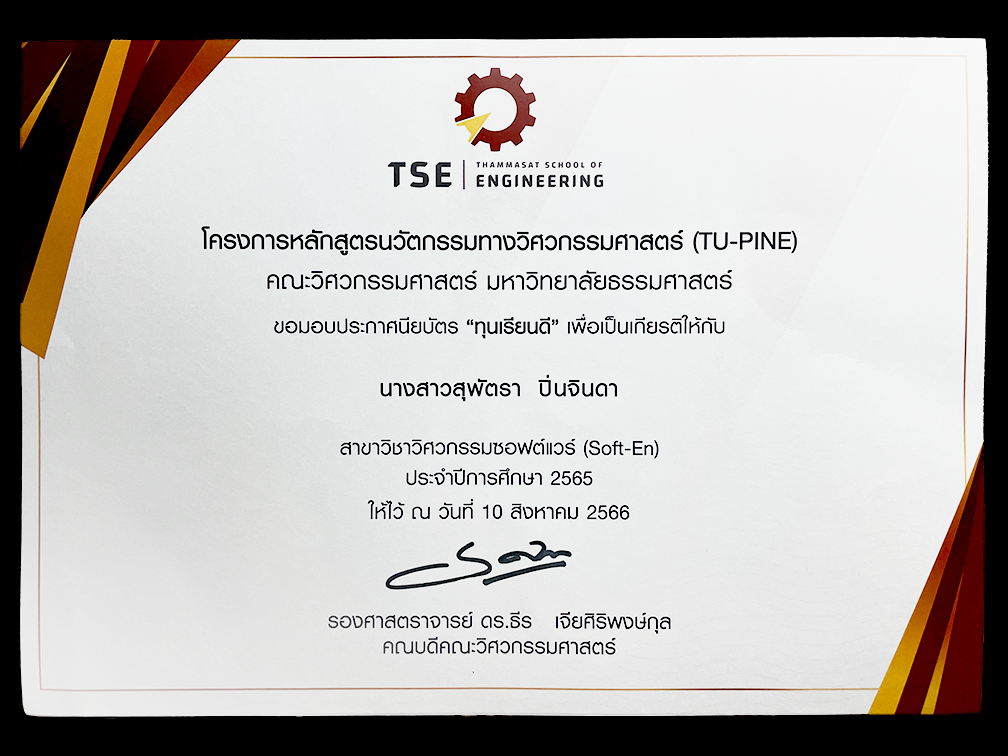 TSE
THAMMASAT SCHOOL OF
ENGINEERING
โครงการหลักสูตรนวัตกรรมทางวิศวกรรมศาสตร์ (TU-PINE)
คณะวิศวกรรมศาสตร์ มหาวิทยาลัยธรรมศาสตร์
ขอมอบประกาศนียบัตร “ทุนเรียนดี” เพื่อเป็นเกียรติให้กับ
นางสาวสุพัตรา ปิ่นจินดา
สาขาวิชาวิศวกรรมซอฟต์แวร์ (Soft-En)
ประจำปีการศึกษา 2565
ให้ไว้ ณ วันที่ 10 สิงหาคม 2566
รองศาสตราจารย์ ดร.ธีร เจียศิริพงษ์กุล
คณบดีคณะวิศวกรรมศาสตร์